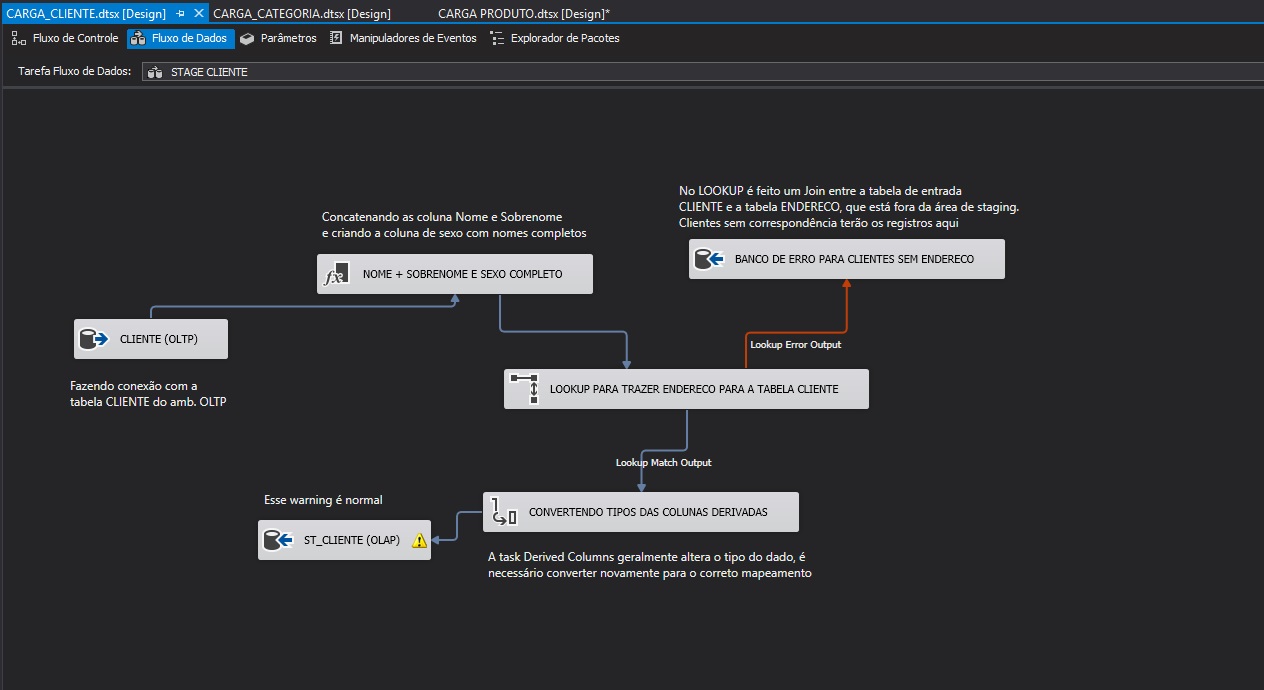 CARGA_CLIENTE.dtsx [Design] CARGA_CATEGORIA.dtsx [Design] CARGA PRODUTO.dtsx [Design]*
Fluxo de Controle Fluxo de Dados Parâmetros Manipuladores de Eventos Explorador de Pacotes
Tarefa Fluxo de Dados: STAGE CLIENTE
No LOOKUP é feito um Join entre a tabela de entrada
CLIENTE e a tabela ENDERECO, que está fora da área de staging.
Clientes sem correspondência terão os registros aqui
BANCO DE ERRO PARA CLIENTES SEM ENDERECO
Concatenando as coluna Nome e Sobrenome
e criando a coluna de sexo com nomes completos
fx NOME + SOBRENOME E SEXO COMPLETO
CLIENTE (OLTP)
Fazendo conexão com a
tabela CLIENTE do amb. OLTP
Lookup Error Output
LOOKUP PARA TRAZER ENDERECO PARA A TABELA CLIENTE
Lookup Match Output
CONVERTENDO TIPOS DAS COLUNAS DERIVADAS
A task Derived Columns geralmente altera o tipo do dado, é
necessário converter novamente para o correto mapeamento
Esse warning é normal
ST_CLIENTE (OLAP)